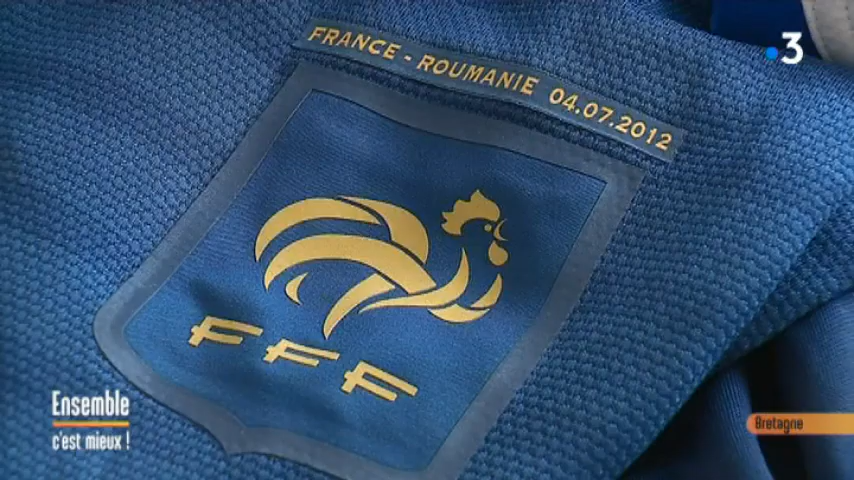 3
FRANCE - ROUMANIE 04.07.2012
FFF
Ensemble
c'est mieux !
Bretagne